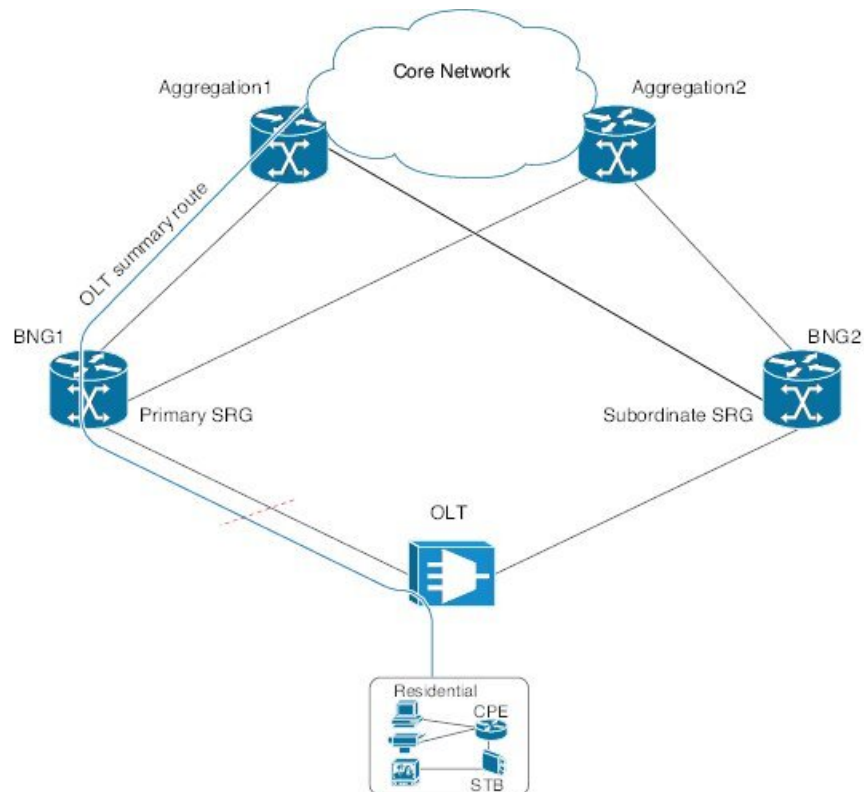 Core Network
Aggregation1
Aggregation2
OLT summary route
BNG1
BNG2
Primary SRG
Subordinate SRG
OLT
Residential
CPE
STB